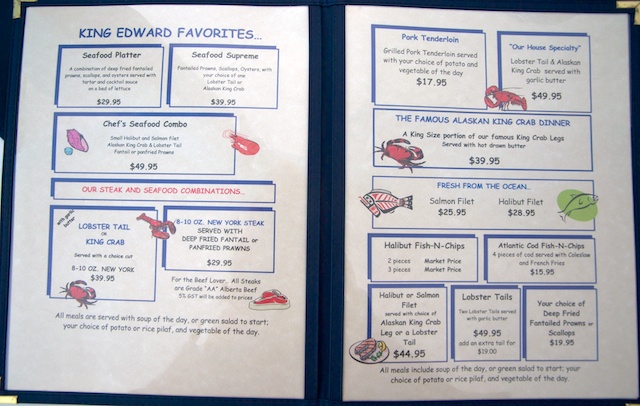 KING EDWARD FAVORITES...
Seafood Platter
A combination of deep fried fantailed
prawns, scallops, and oysters served with
tartar and cocktail sauce
on a bed of lettuce
$29.95
Seafood Supreme
Fantailed Prawns, Scallops, Oysters, with
your choice of one
Lobster Tail or
Alaskan King Crab
$39.95
Chef's Seafood Combo
Small Halibut and Salmon filet
Alaskan King Crab & Lobster Tail
Fantail or panfried Prawns
$49.95
OUR STEAK AND SEAFOOD COMBINATIONS...
with garlic
butter
LOBSTER TAIL
OR
KING CRAB
Served with a choice cut
8-10 OZ. NEW YORK
$39.95
8-10 OZ. NEW YORK STEAK
SERVED WITH
DEEP FRIED FANTAIL or
PANFRIED PRAWNS
$29.95
For the Beef Lover, All Steaks
are Grade "AA" Alberta Beef
5% GST will be added to prices
All meals are served with soup of the day, or green salad to start;
your choice of potato or rice pilaf, and vegetable of the day.
Pork Tenderloin
Grilled Pork Tenderloin served
with your choice of potato and
vegetable of the day
$17.95
"Our House Specialty"
Lobster Tail & Alaskan
King Crab served with
garlic butter
$49.95
THE FAMOUS ALASKAN KING CRAB DINNER
A King Size portion of our famous King Crab Legs
Served with hot drawn butter
$39.95
FRESH FROM THE OCEAN...
Salmon Filet
$25.95
Halibut Filet
$28.95
Halibut Fish-N-Chips
2 pieces Market Price
3 pieces Market Price
Atlantic Cod Fish-N-Chips
4 pieces of cod served with Coleslaw
and French Fries
$15.95
Halibut or Salmon
Filet
served with choice of
Alaskan King Crab
Leg or a Lobster
Tail
$44.95
Lobster Tails
Two Lobster Tails served
with garlic butter
$49.95
add an extra tail for
$19.00
Your choice of
Deep Fried
Fantailed Prawns or
Scallops
$19.95
All meals include soup of the day, or green salad to start; your
choice of potato or rice pilaf, and vegetable of the day.